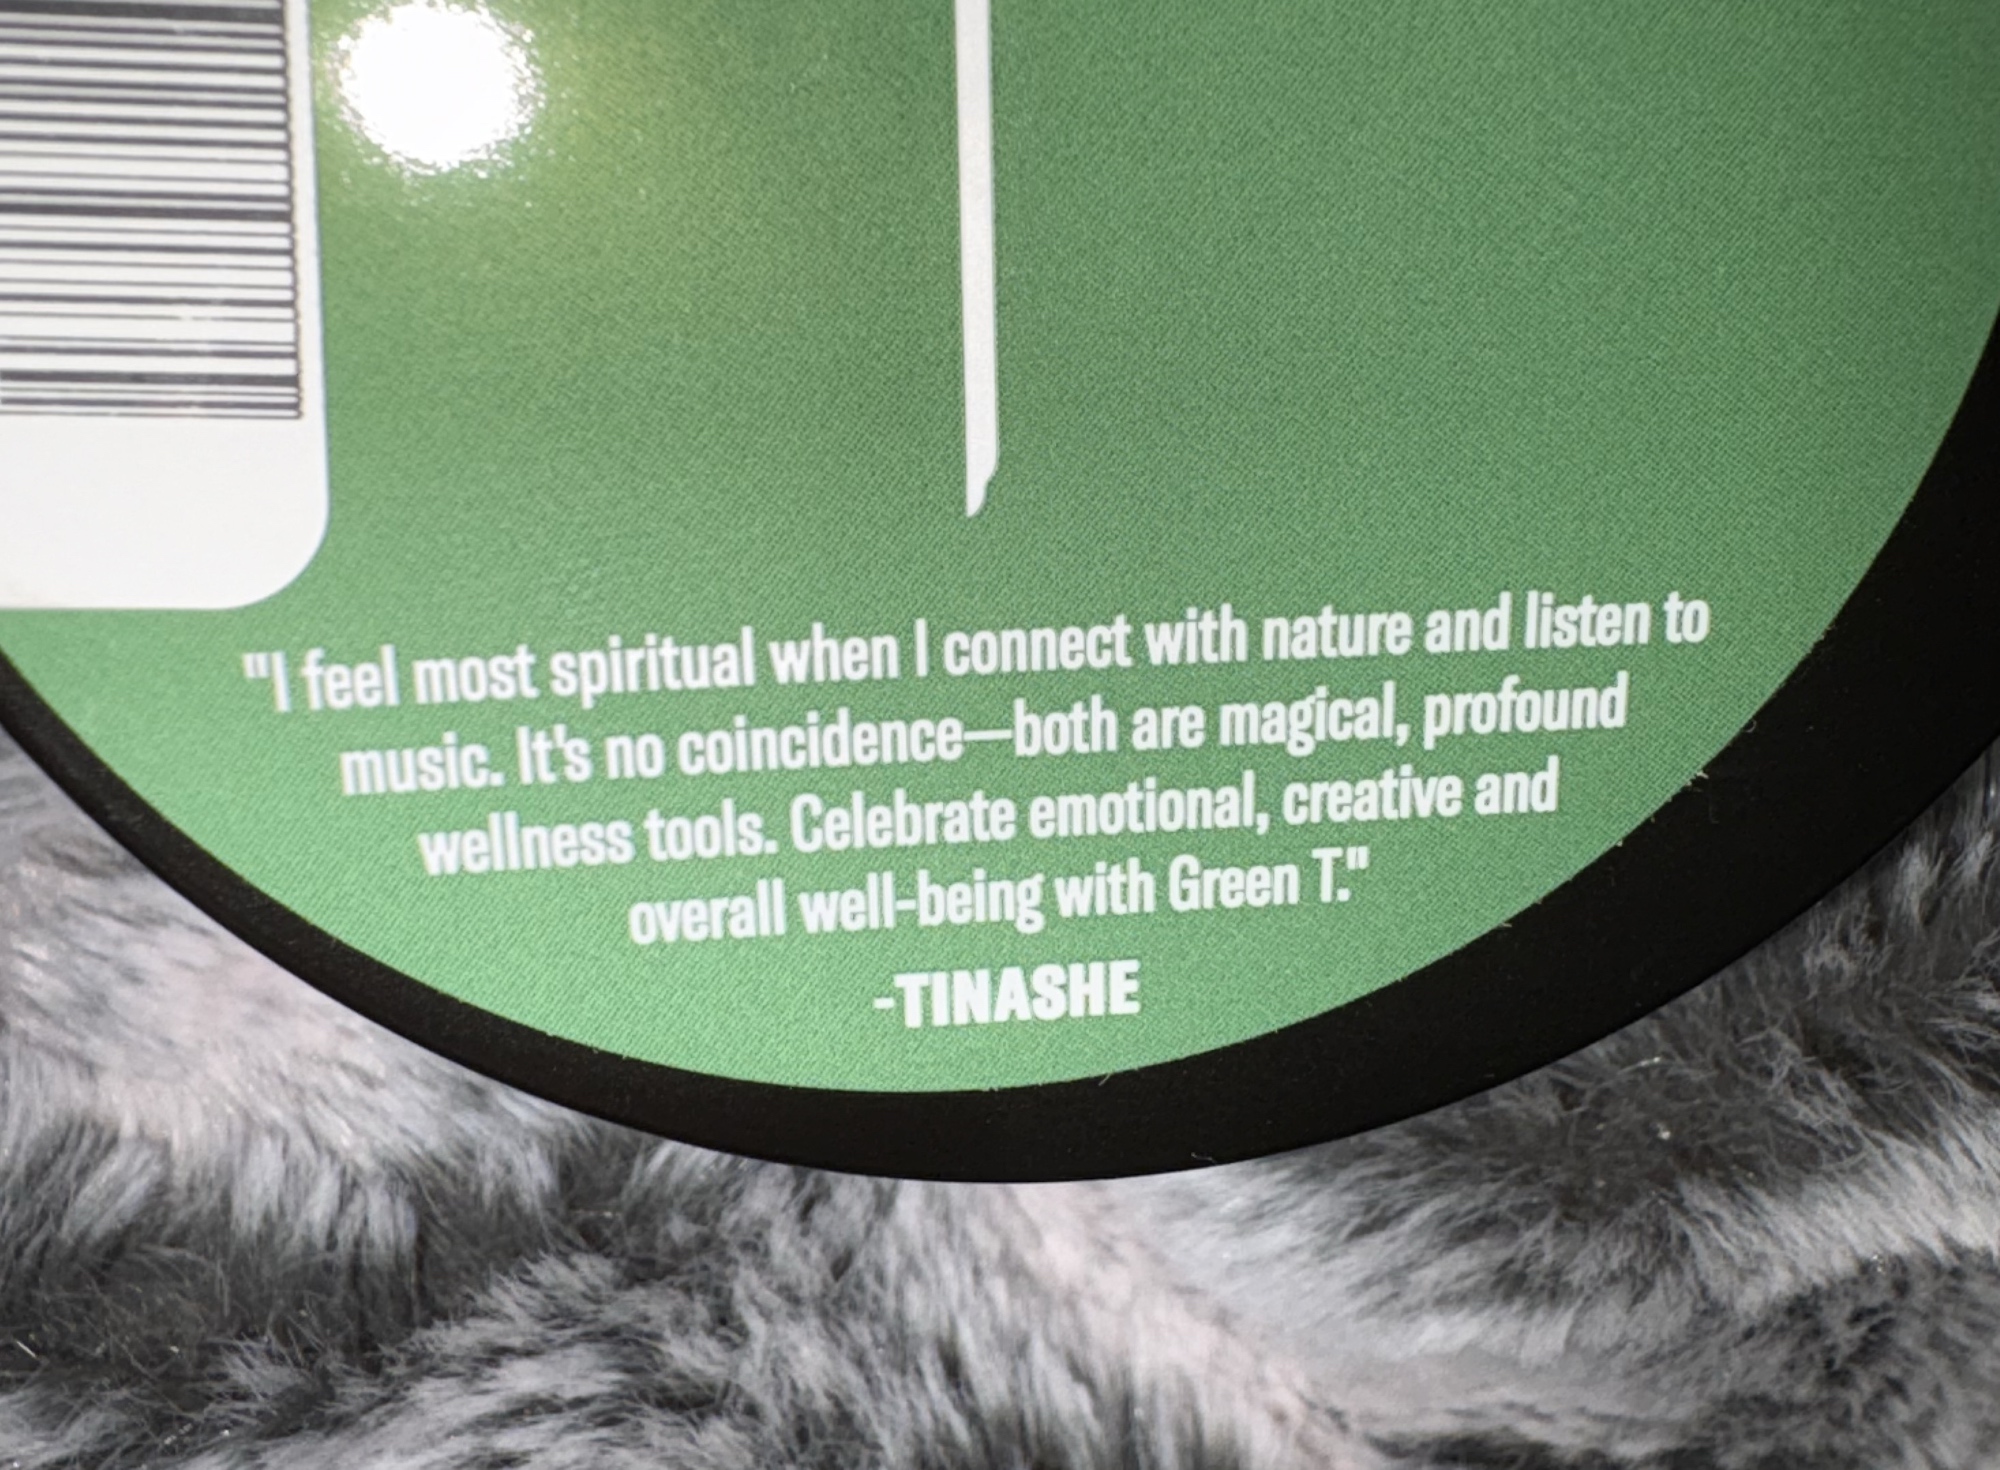 "I feel most spiritual when I connect with nature and listen to
music. It's no coincidence—both are magical, profound
wellness tools. Celebrate emotional, creative and
overall well-being with Green T."
-TINASHE